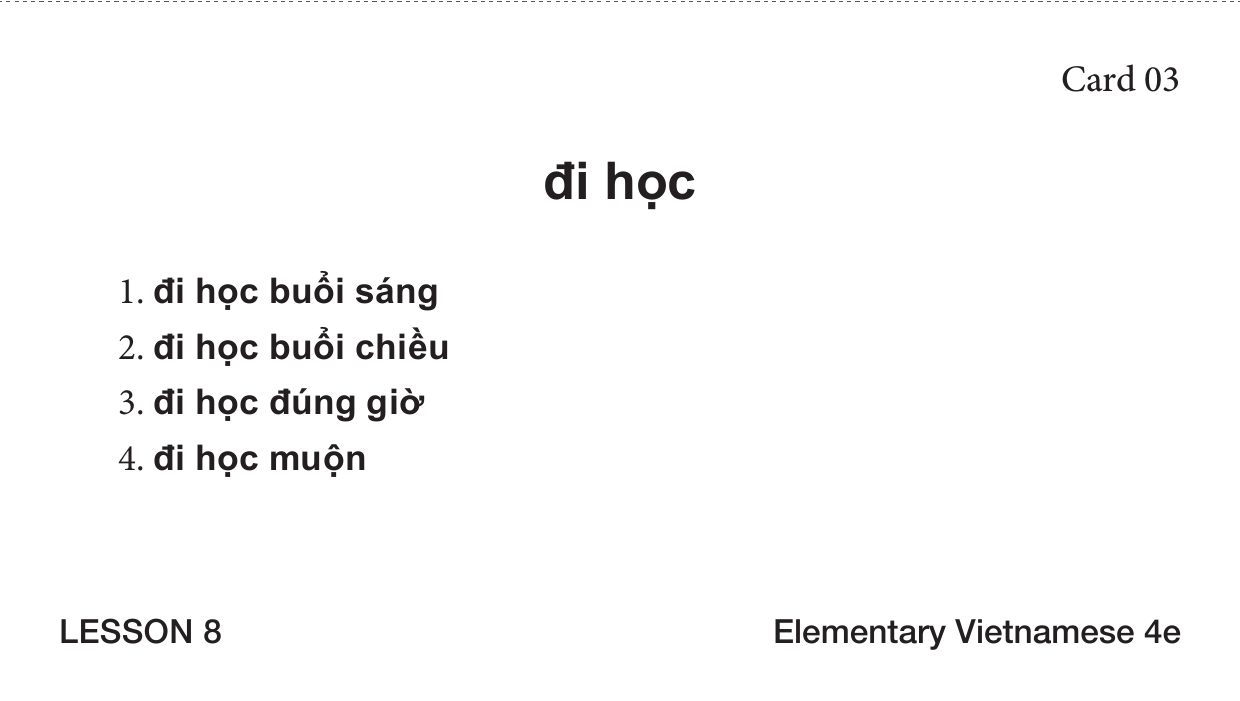 Card 03
đi học
1. đi học buổi sáng
2. đi học buổi chiều
3. đi học đúng giờ
4. đi học muộn
LESSON 8
Elementary Vietnamese 4e